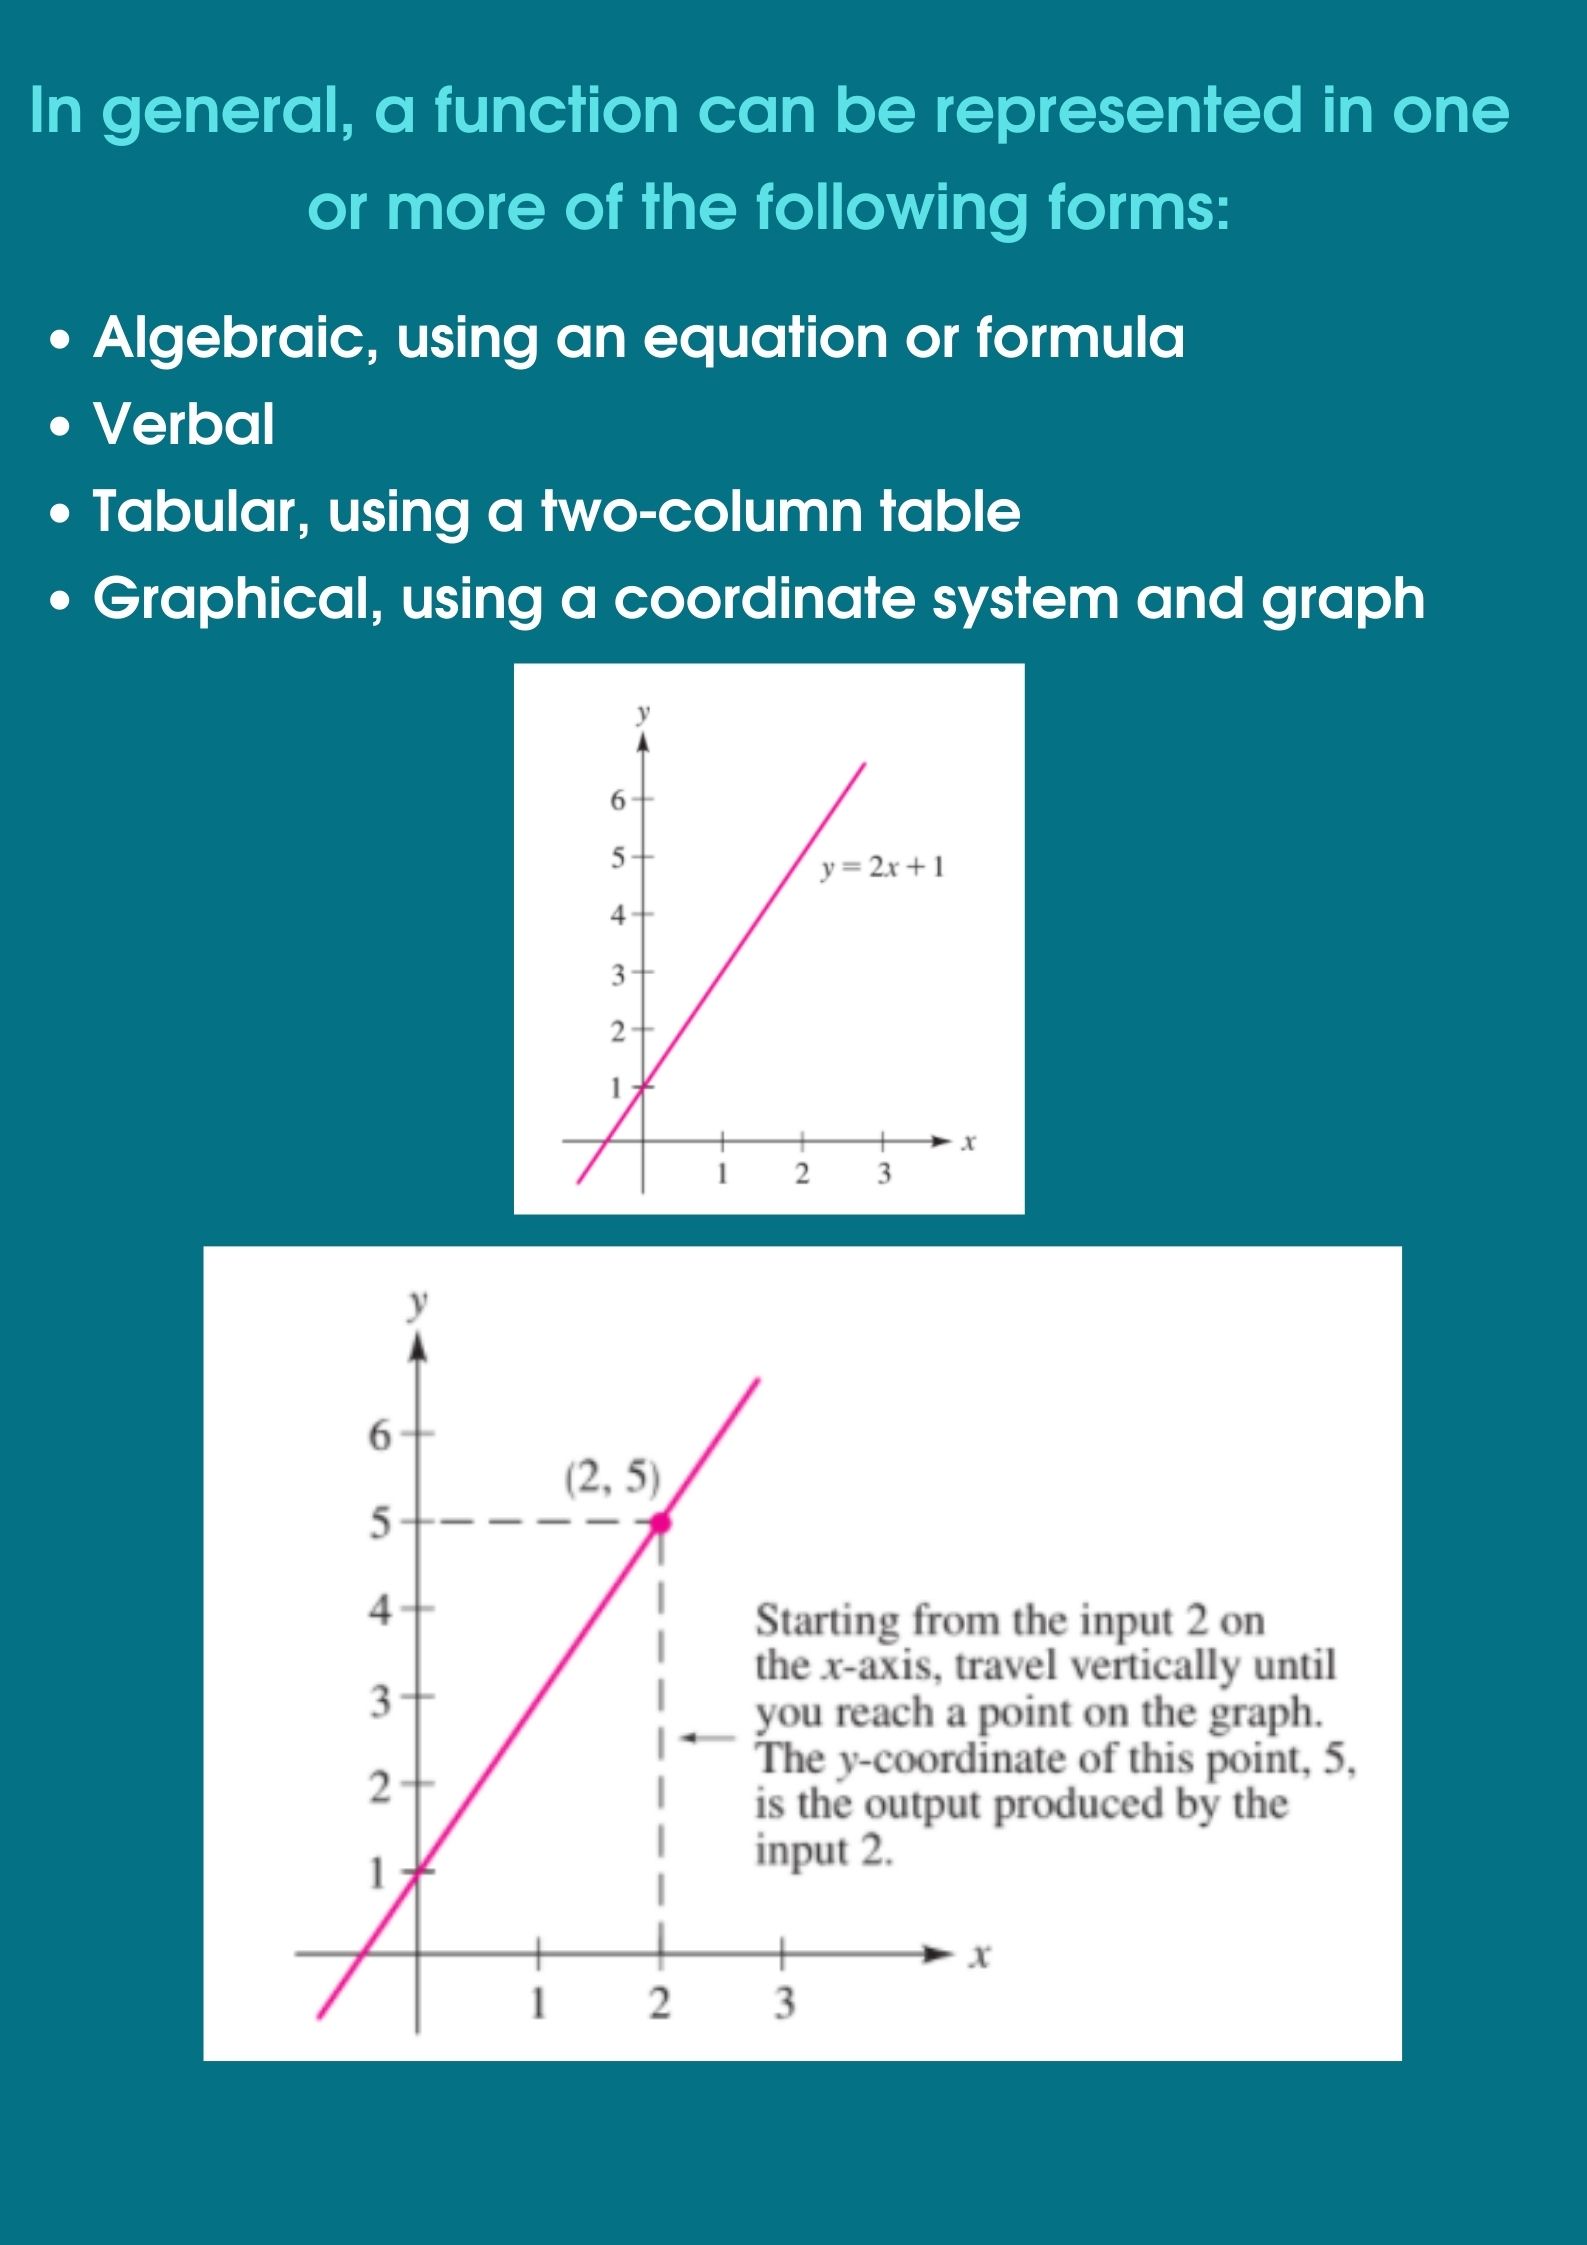 In general, a function can be represented in one
or more of the following forms:
• Algebraic, using an equation or formula
• Verbal
• Tabular, using a two-column table
• Graphical, using a coordinate system and graph
y
6
5
y = 2x + 1
4
3
2
1
x
1 2 3
y
6
(2, 5)
5
4
3
2
1
Starting from the input 2 on
the x-axis, travel vertically until
you reach a point on the graph.
The y-coordinate of this point, 5,
is the output produced by the
input 2.
x
1 2 3